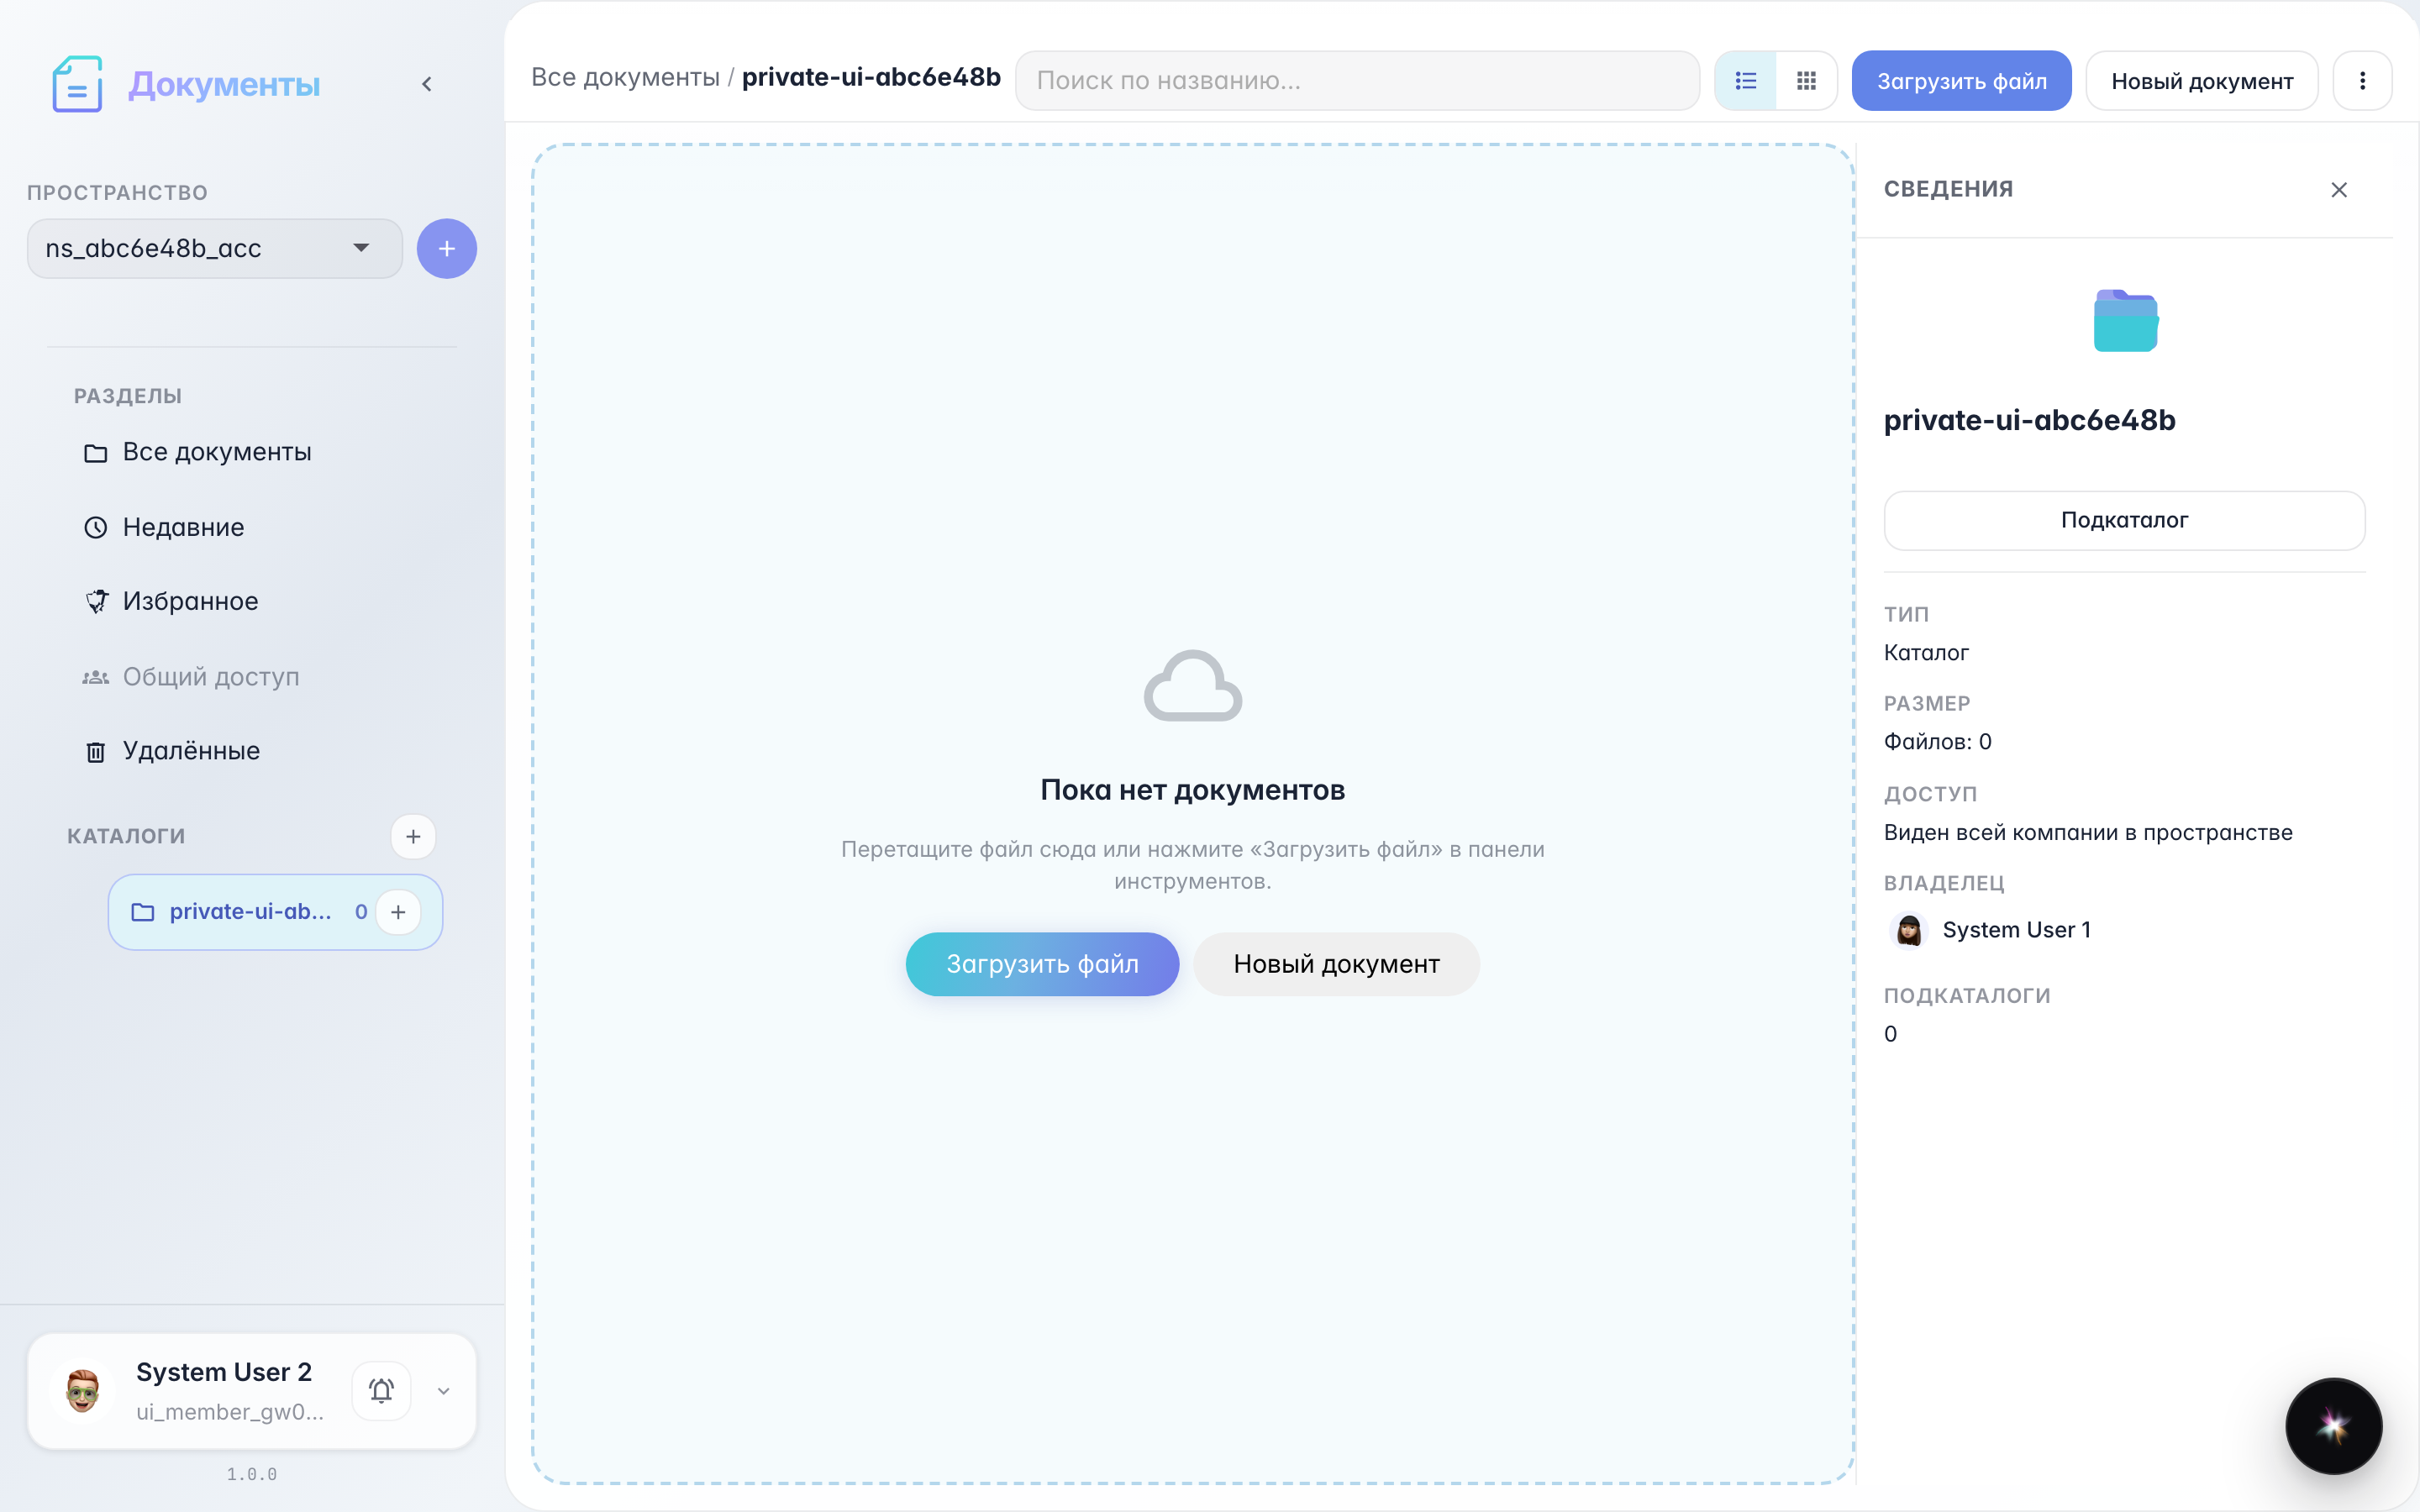 Документы
ПРОСТРАНСТВО
ns_abc6e48b_acc
РАЗДЕЛЫ
Все документы
Недавние
Избранное
Общий доступ
Удалённые
КАТАЛОГИ
private-ui-ab... 0
System User 2
ui_member_gw0...
1.0.0
Все документы / private-ui-abc6e48b
Поиск по названию...
Загрузить файл
Новый документ
Пока нет документов
Перетащите файл сюда или нажмите «Загрузить файл» в панели
инструментов.
Загрузить файл
Новый документ
СВЕДЕНИЯ
private-ui-abc6e48b
Подкаталог
ТИП
Каталог
РАЗМЕР
Файлов: 0
ДОСТУП
Виден всей компании в пространстве
ВЛАДЕЛЕЦ
System User 1
ПОДКАТАЛОГИ
0